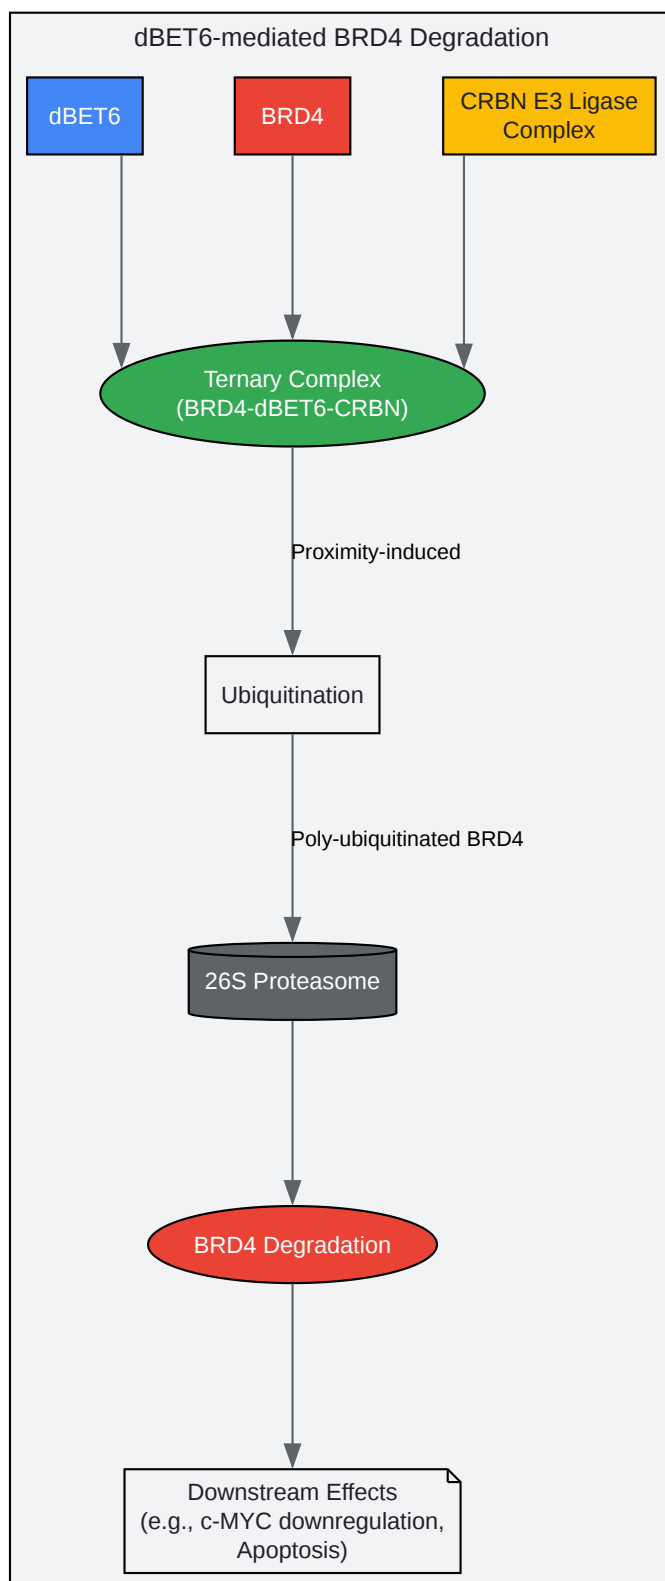 dBET6-mediated BRD4 Degradation
dBET6
BRD4
CRBN E3 Ligase
Complex
Ternary Complex
(BRD4-dBET6-CRBN)
Proximity-induced
Ubiquitination
Poly-ubiquitinated BRD4
26S Proteasome
BRD4 Degradation
Downstream Effects
(e.g., c-MYC downregulation,
Apoptosis)